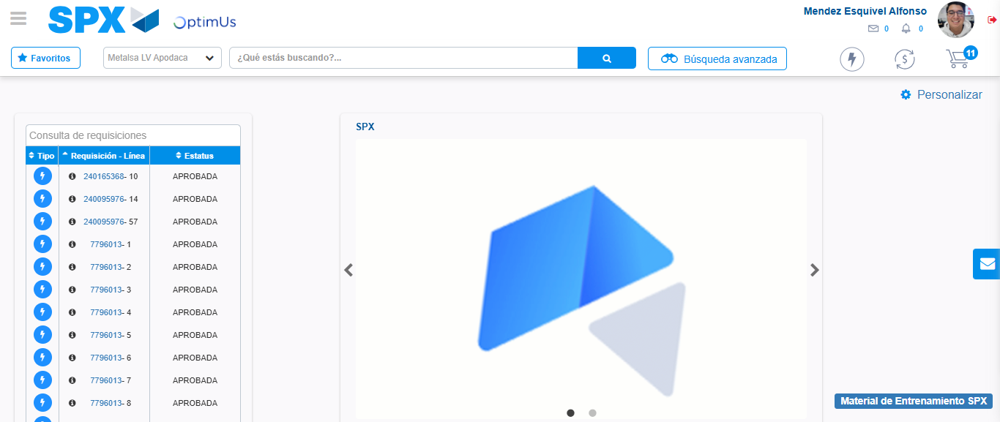 SPX OptimUs
Mendez Esquivel Alfonso
0 0
Favoritos
Metalsa LV Apodaca
¿Qué estás buscando?...
Búsqueda avanzada
11
Personalizar
Consulta de requisiciones
Tipo Requisición - Línea Estatus
240165368- 10 APROBADA
240095976- 14 APROBADA
240095976- 57 APROBADA
7796013- 1 APROBADA
7796013- 2 APROBADA
7796013- 3 APROBADA
7796013- 4 APROBADA
7796013- 5 APROBADA
7796013- 6 APROBADA
7796013- 7 APROBADA
7796013- 8 APROBADA
SPX
Material de Entrenamiento SPX